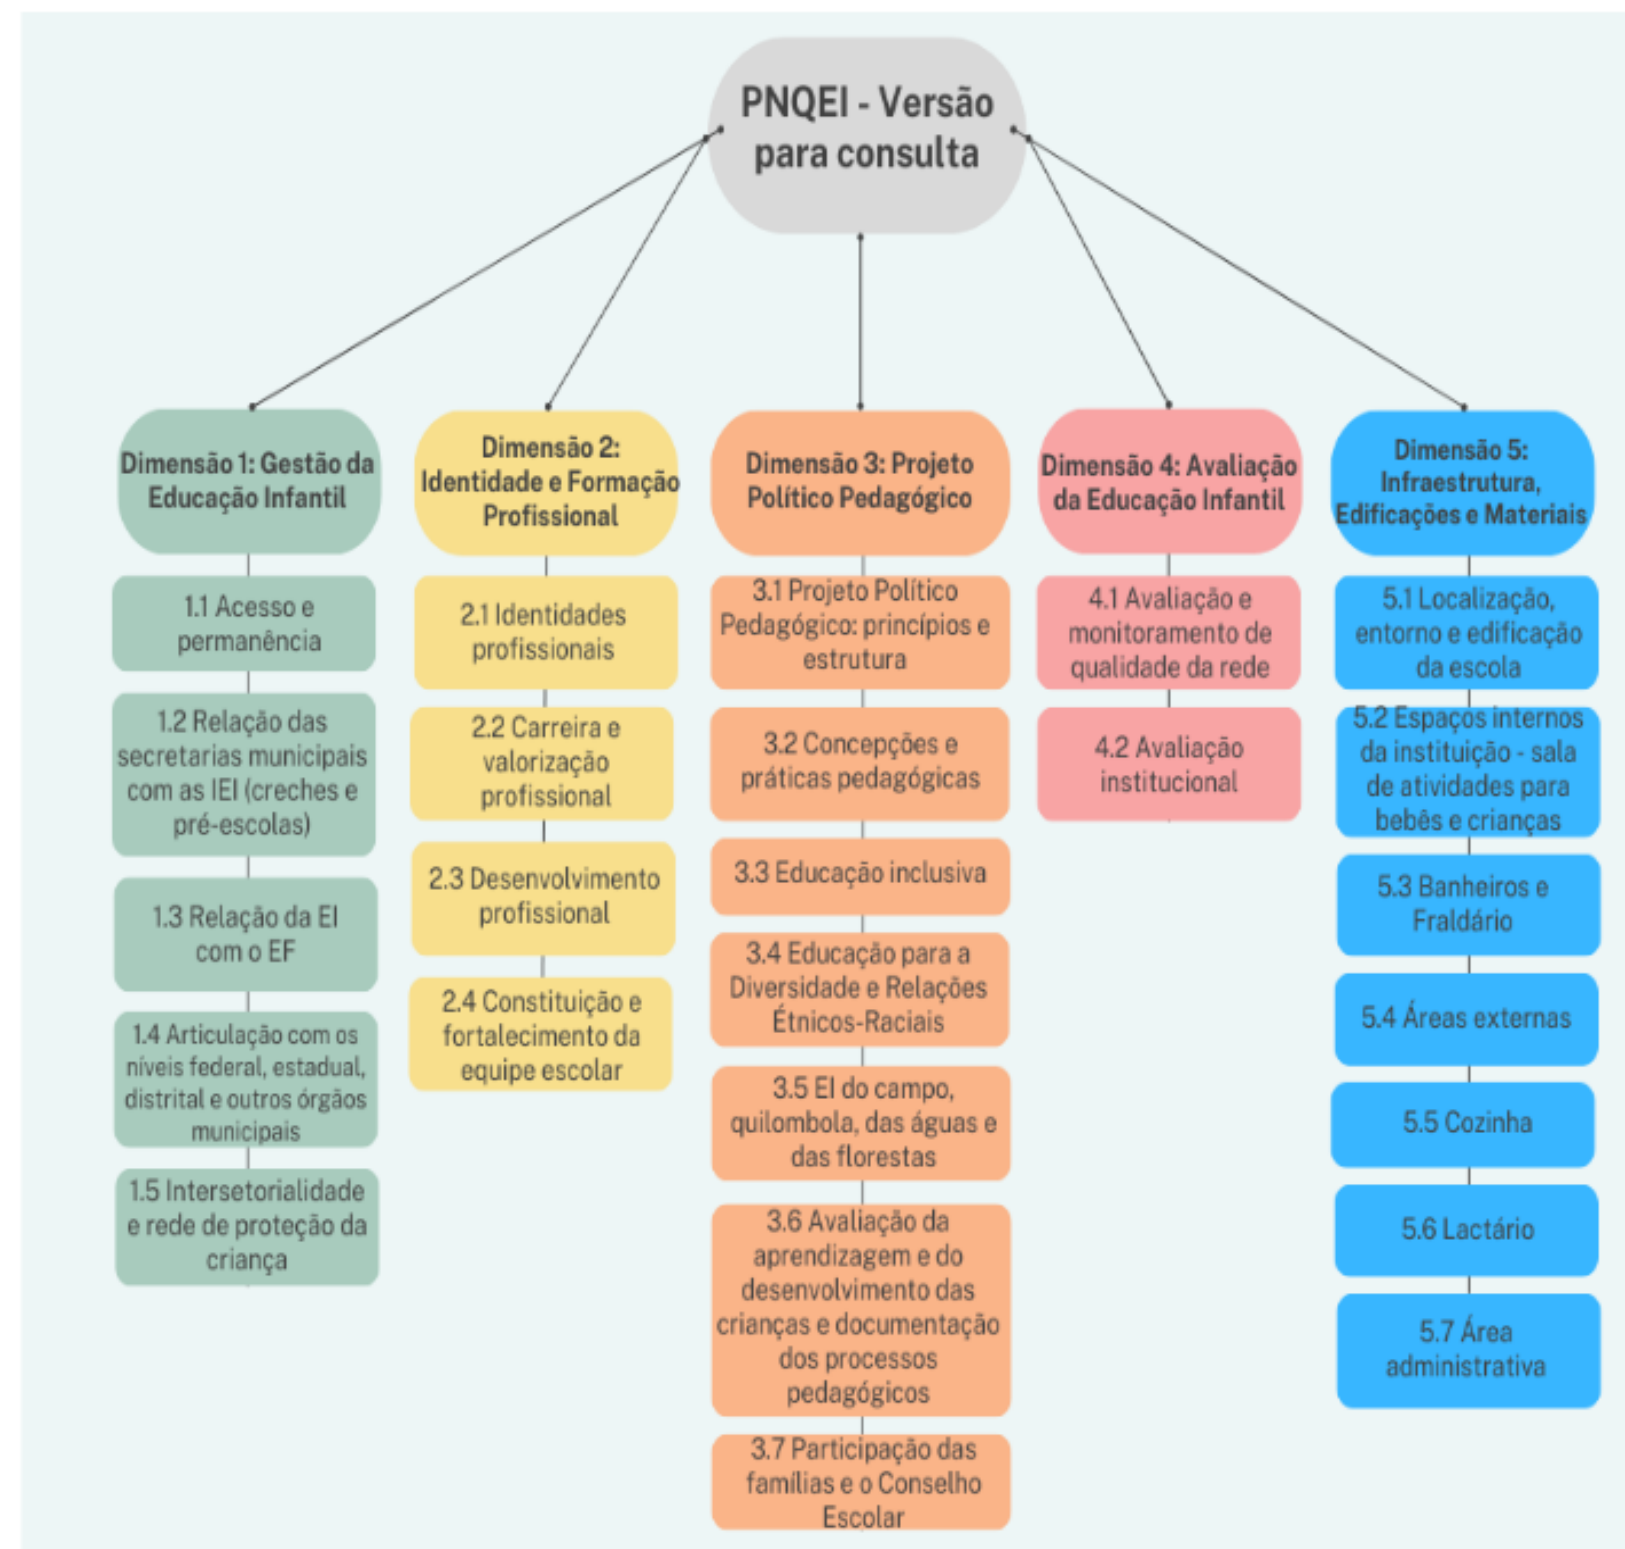 PNQEI - Versão
para consulta
Dimensão 1: Gestão da
Educação Infantil
1.1 Acesso e
permanência
1.2 Relação das
secretarias municipais
com as IEI (creches e
pré-escolas)
1.3 Relação da EI
com o EF
1.4 Articulação com os
níveis federal, estadual,
distrital e outros órgãos
municipais
1.5 Intersetorialidade
e rede de proteção da
criança
Dimensão 2:
Identidade e Formação
Profissional
2.1 Identidades
profissionais
2.2 Carreira e
valorização
profissional
2.3 Desenvolvimento
profissional
2.4 Constituição e
fortalecimento da
equipe escolar
Dimensão 3: Projeto
Político Pedagógico
3.1 Projeto Político
Pedagógico: princípios e
estrutura
3.2 Concepções e
práticas pedagógicas
3.3 Educação inclusiva
3.4 Educação para a
Diversidade e Relações
Étnicos-Raciais
3.5 EI do campo,
quilombola, das águas e
das florestas
3.6 Avaliação da
aprendizagem e do
desenvolvimento das
crianças e documentação
dos processos
pedagógicos
3.7 Participação das
famílias e o Conselho
Escolar
Dimensão 4: Avaliação
da Educação Infantil
4.1 Avaliação e
monitoramento de
qualidade da rede
4.2 Avaliação
institucional
Dimensão 5:
Infraestrutura,
Edificações e Materiais
5.1 Localização,
entorno e edificação
da escola
5.2 Espaços internos
da instituição - sala
de atividades para
bebês e crianças
5.3 Banheiros e
Fraldário
5.4 Áreas externas
5.5 Cozinha
5.6 Lactário
5.7 Área
administrativa